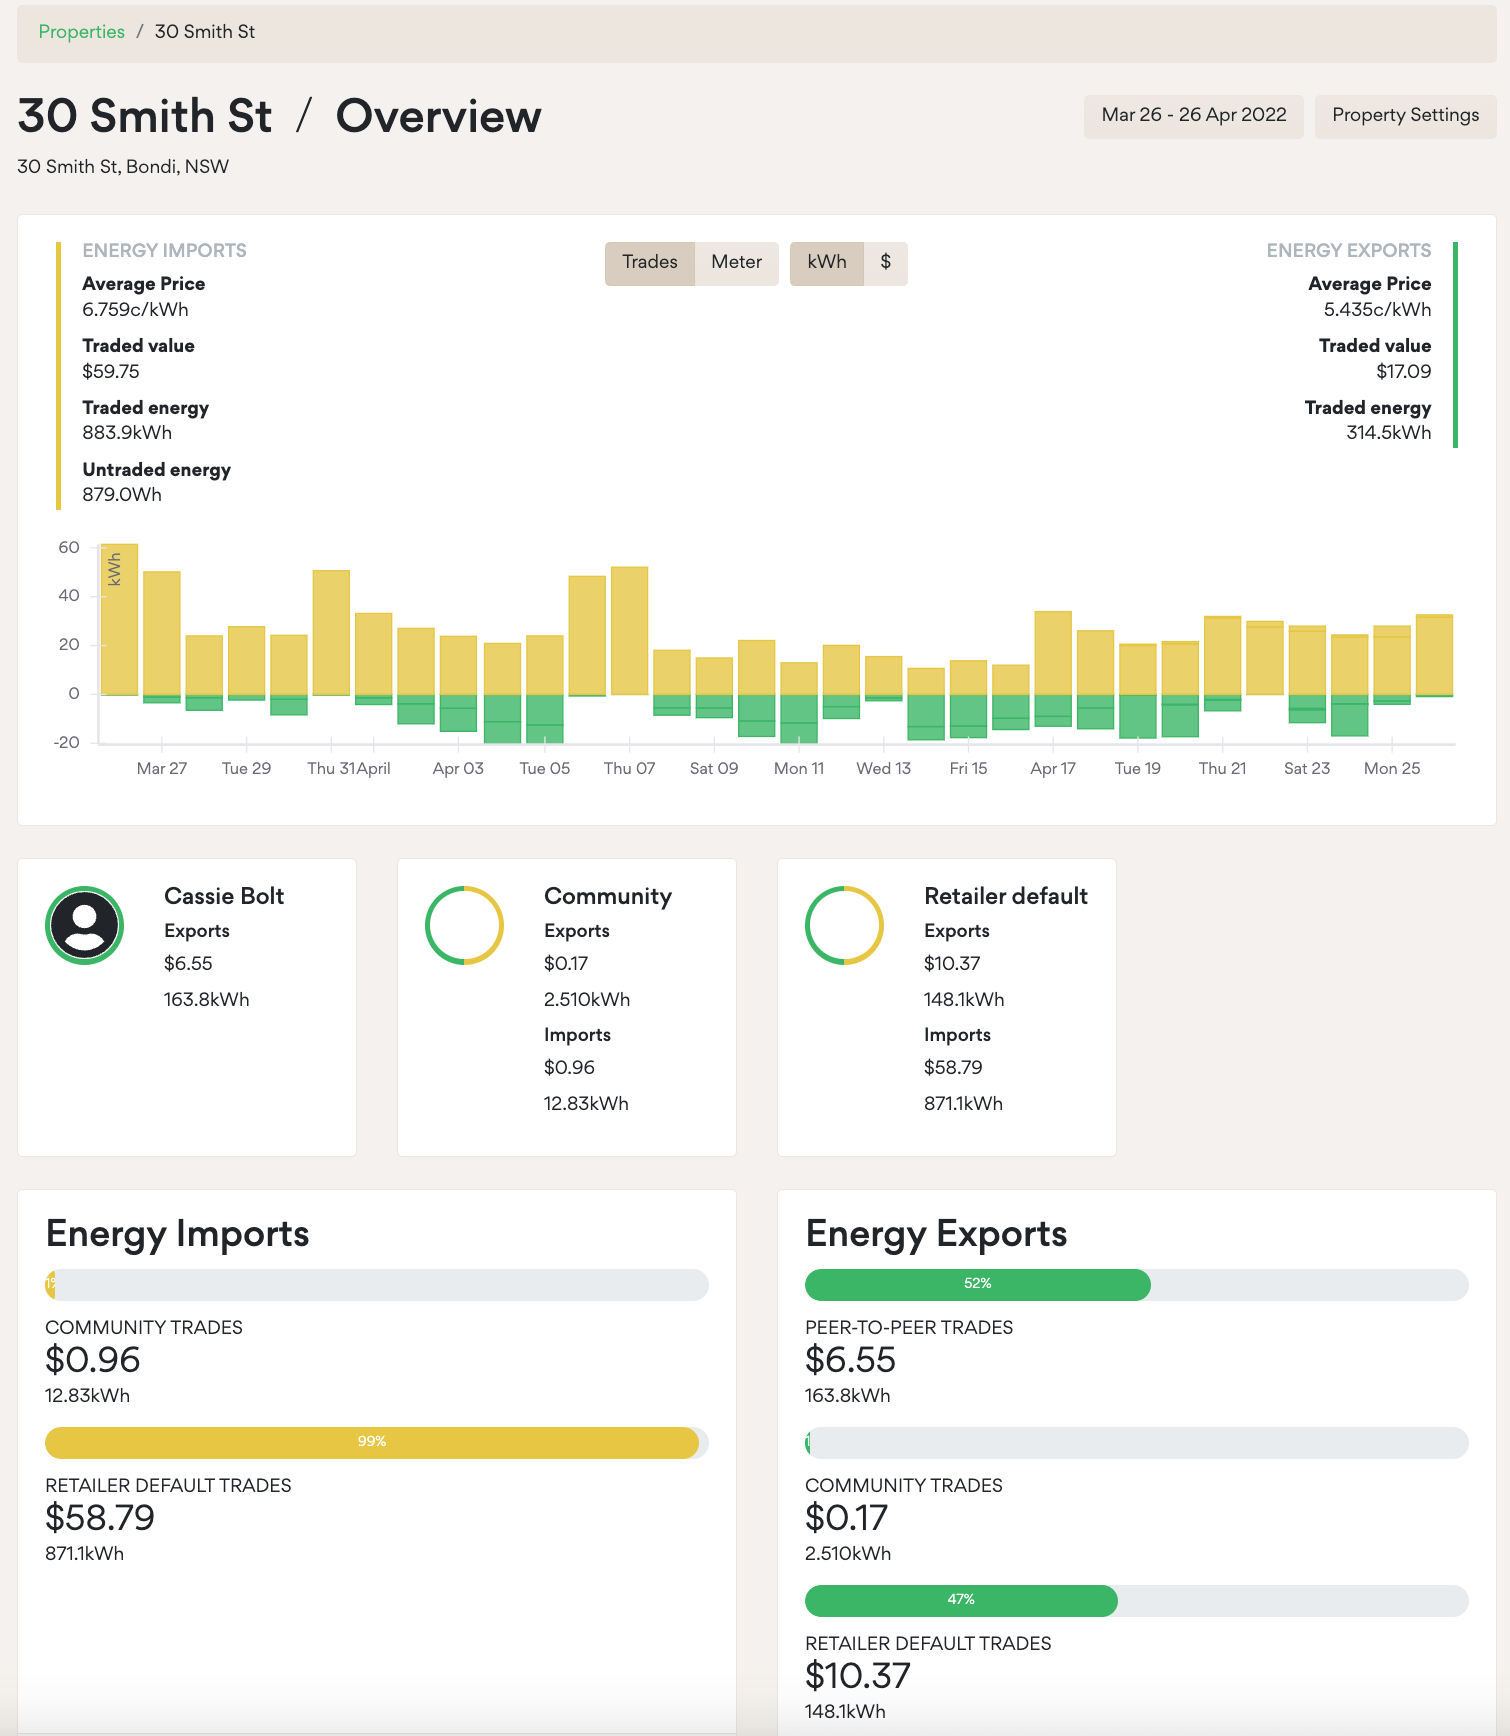 Properties / 30 Smith St
30 Smith St / Overview
Mar 26 - 26 Apr 2022
Property Settings
30 Smith St, Bondi, NSW
ENERGY IMPORTS
Average Price
6.759c/kWh
Traded value
$59.75
Traded energy
883.9kWh
Untraded energy
879.0Wh
Trades Meter kWh $
ENERGY EXPORTS
Average Price
5.435c/kWh
Traded value
$17.09
Traded energy
314.5kWh
kWh
60
40
20
0
-20
Mar 27 Tue 29 Thu 31 April Apr 03 Tue 05 Thu 07 Sat 09 Mon 11 Wed 13 Fri 15 Apr 17 Tue 19 Thu 21 Sat 23 Mon 25
Cassie Bolt
Exports
$6.55
163.8kWh
Community
Exports
$0.17
2.510kWh
Imports
$0.96
12.83kWh
Retailer default
Exports
$10.37
148.1kWh
Imports
$58.79
871.1kWh
Energy Imports
COMMUNITY TRADES
$0.96
12.83kWh
99%
RETAILER DEFAULT TRADES
$58.79
871.1kWh
Energy Exports
52%
PEER-TO-PEER TRADES
$6.55
163.8kWh
COMMUNITY TRADES
$0.17
2.510kWh
47%
RETAILER DEFAULT TRADES
$10.37
148.1kWh